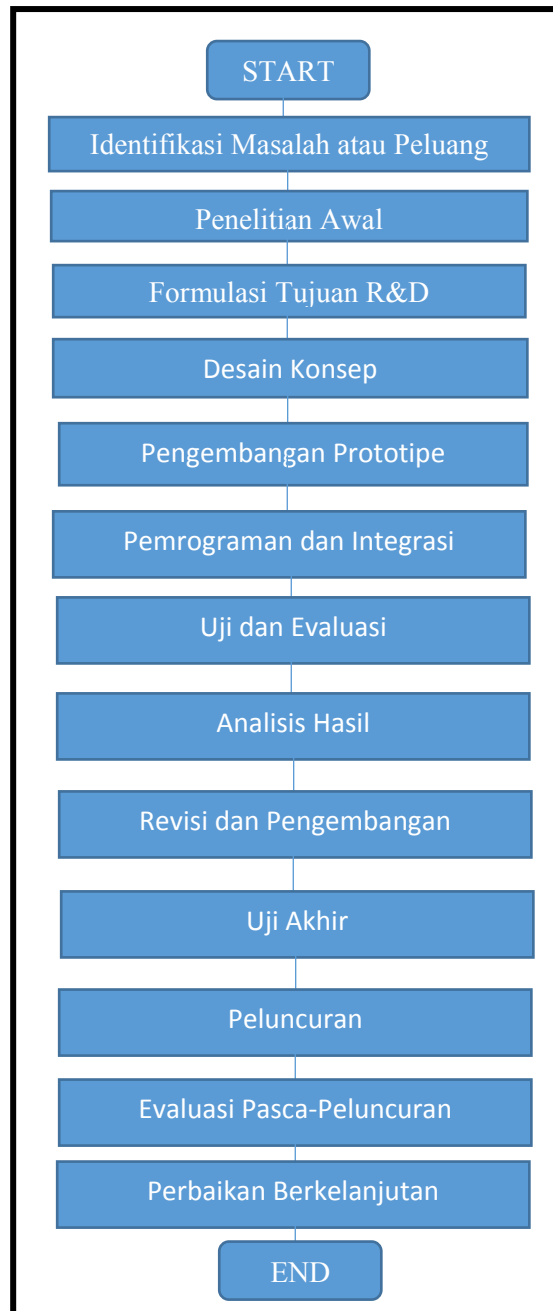 START
Identifikasi Masalah atau Peluang
Penelitian Awal
Formulasi Tujuan R&D
Desain Konsep
Pengembangan Prototipe
Pemrograman dan Integrasi
Uji dan Evaluasi
Analisis Hasil
Revisi dan Pengembangan
Uji Akhir
Peluncuran
Evaluasi Pasca-Peluncuran
Perbaikan Berkelanjutan
END